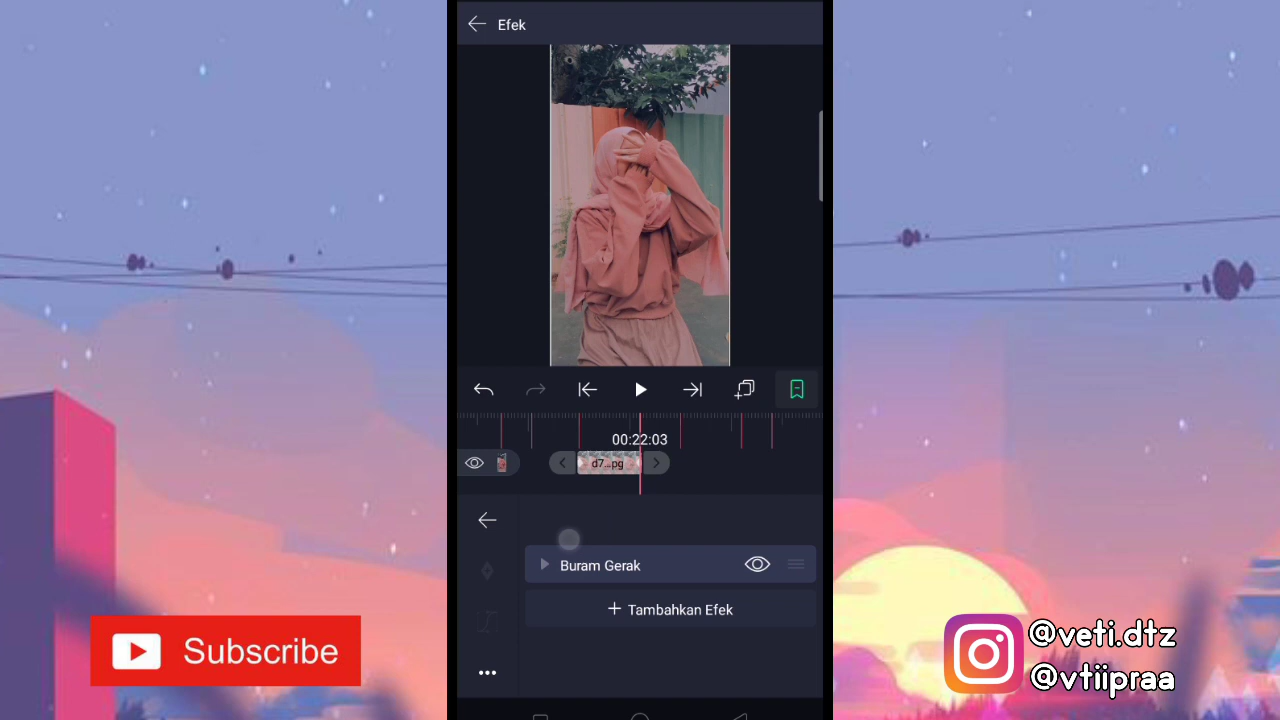 Efek
00:22:03
d7...pg
Buram Gerak
+ Tambahkan Efek
Subscribe
@veti.dtz
@vtiipraa